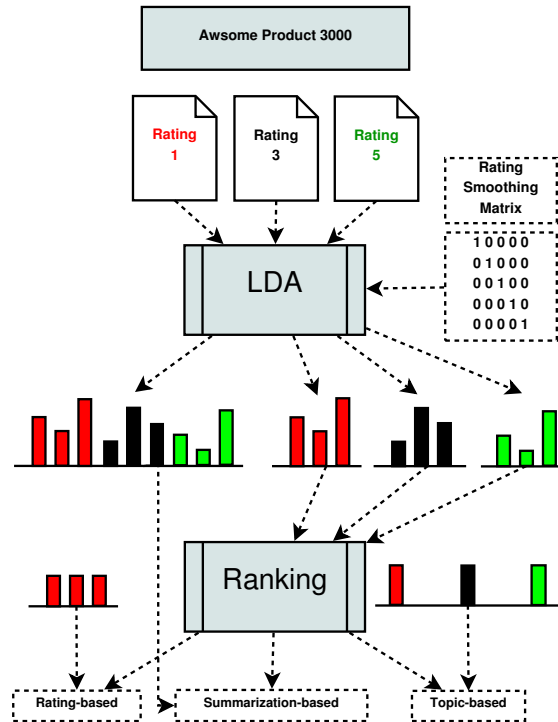 Awsome Product 3000
Rating
1
Rating
3
Rating
5
Rating
Smoothing
Matrix
1 0 0 0 0
0 1 0 0 0
0 0 1 0 0
0 0 0 1 0
0 0 0 0 1
LDA
Ranking
Rating-based
Summarization-based
Topic-based